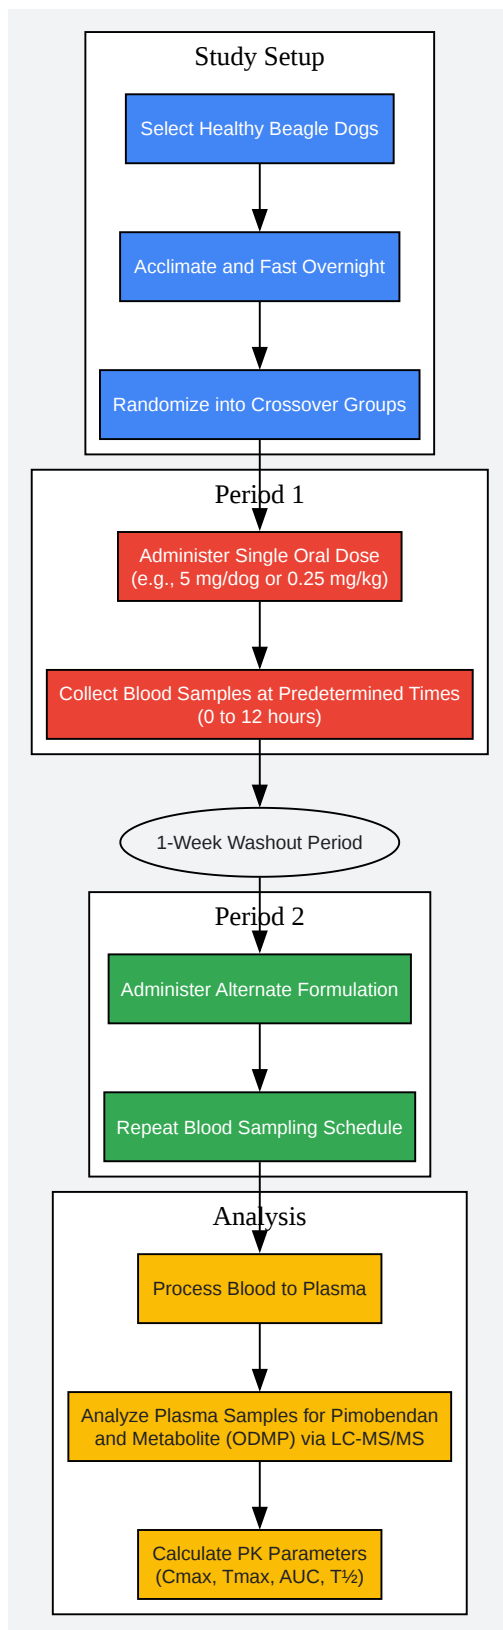 Study Setup
Select Healthy Beagle Dogs
Acclimate and Fast Overnight
Randomize into Crossover Groups
Period 1
Administer Single Oral Dose
(e.g., 5 mg/dog or 0.25 mg/kg)
Collect Blood Samples at Predetermined Times
(0 to 12 hours)
1-Week Washout Period
Period 2
Administer Alternate Formulation
Repeat Blood Sampling Schedule
Analysis
Process Blood to Plasma
Analyze Plasma Samples for Pimobendan
and Metabolite (ODMP) via LC-MS/MS
Calculate PK Parameters
(Cmax, Tmax, AUC, T½)